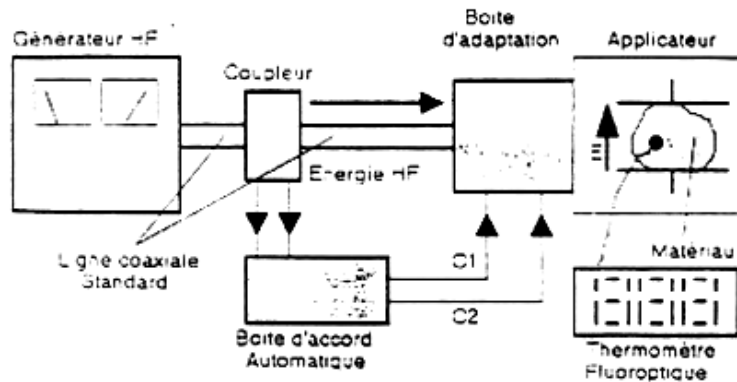 Générateur HF
Boite
d'adaptation
Applicateur
Coupleur
E
Energie HF
Ligne coaxiale
Standard
C1
C2
Matériau
Boite d'accord
Automatique
Thermomètre
Fluoroptique